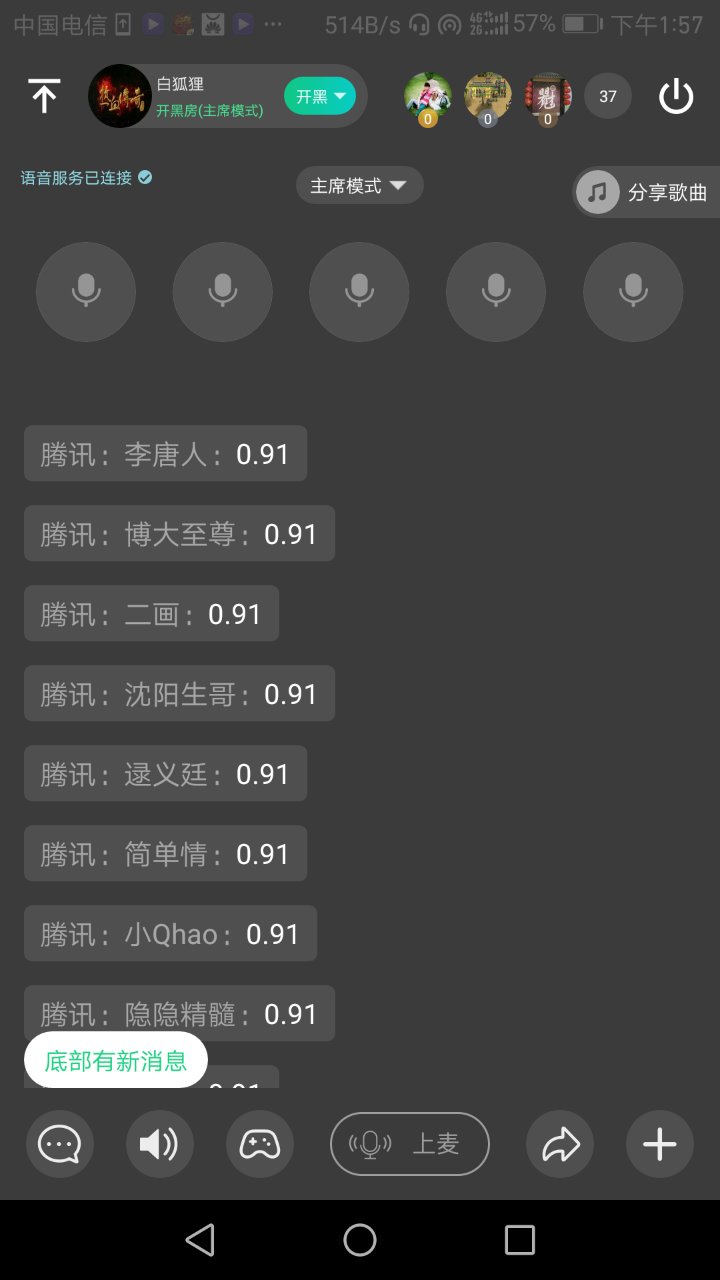 中国电信 ··· 514B/s 4G 2G 57% 下午1:57
白狐狸
开黑房(主席模式)
开黑
0 0 0 37
语音服务已连接
主席模式
分享歌曲
腾讯：李唐人：0.91
腾讯：博大至尊：0.91
腾讯：二画：0.91
腾讯：沈阳生哥：0.91
腾讯：逯义廷：0.91
腾讯：简单情：0.91
腾讯：小Qhao：0.91
腾讯：隐隐精髓：0.91
底部有新消息
上麦